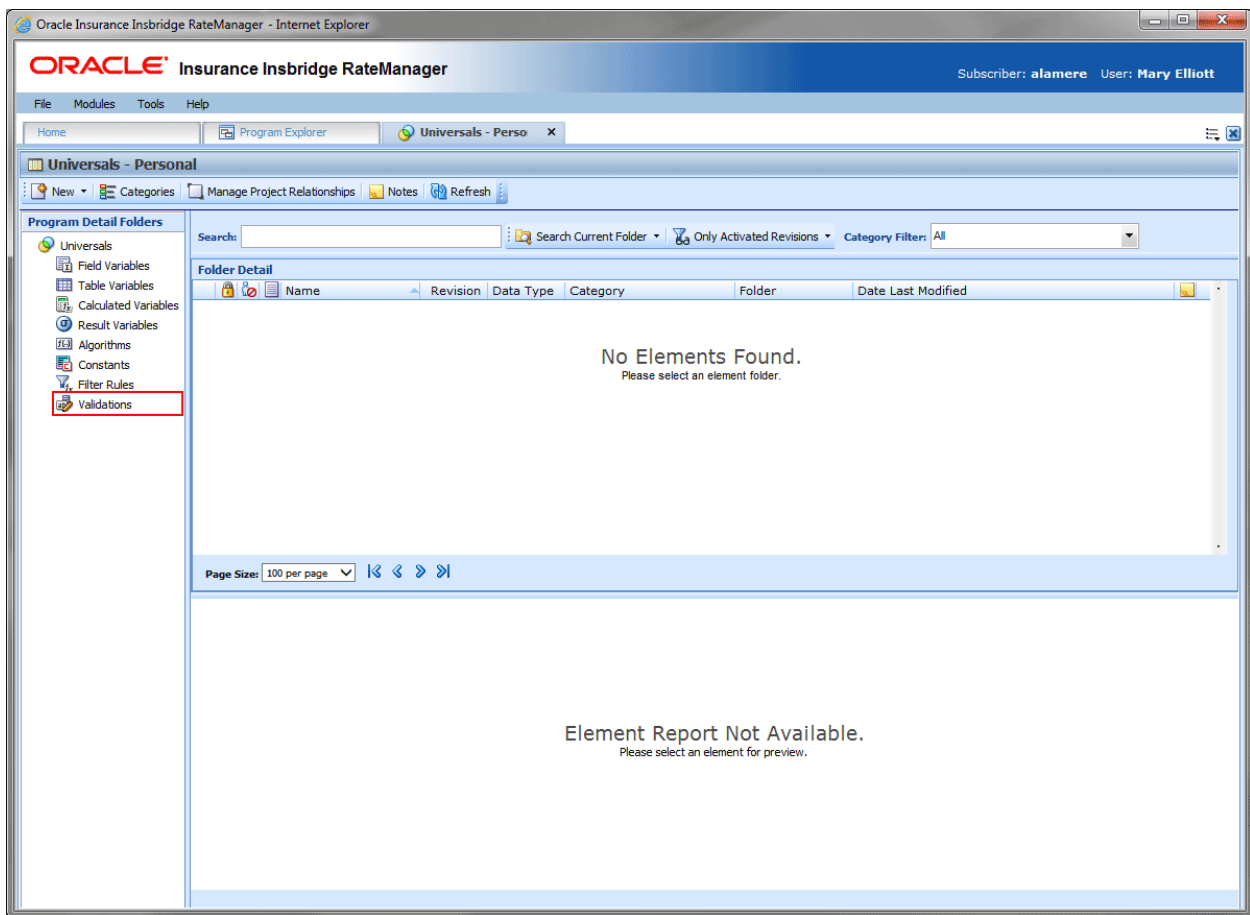 Oracle Insurance Insbridge RateManager - Internet Explorer
ORACLE Insurance Insbridge RateManager
Subscriber: alamere User: Mary Elliott
File Modules Tools Help
Home Program Explorer Universals - Perso
Universals - Personal
New Categories Manage Project Relationships Notes Refresh
Program Detail Folders
Universals
Field Variables
Table Variables
Calculated Variables
Result Variables
Algorithms
Constants
Filter Rules
Validations
Search: Search Current Folder Only Activated Revisions Category Filter: All
Folder Detail
Name Revision Data Type Category Folder Date Last Modified
No Elements Found.
Please select an element folder.
Page Size: 100 per page
Element Report Not Available.
Please select an element for preview.